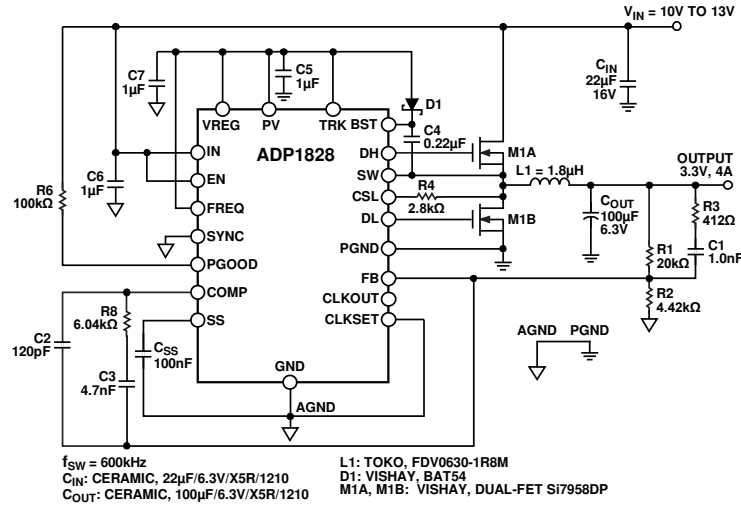 VIN = 10V TO 13V
C7
1µF
C5
1µF
CIN
22µF
16V
D1
VREG
PV
TRK
BST
C4
0.22µF
ADP1828
IN
DH
M1A
OUTPUT
3.3V, 4A
L1 = 1.8µH
C6
1µF
EN
SW
R6
100kΩ
FREQ
CSL
R4
2.8kΩ
COUT
100µF
6.3V
R3
412Ω
DL
M1B
SYNC
PGND
R1
20kΩ
C1
1.0nF
PGOOD
FB
COMP
CLKOUT
R2
4.42kΩ
R8
6.04kΩ
SS
CLKSET
C2
120pF
CSS
100nF
AGND
PGND
C3
4.7nF
GND
AGND
fSW = 600kHz
CIN: CERAMIC, 22µF/6.3V/X5R/1210
COUT: CERAMIC, 100µF/6.3V/X5R/1210
L1: TOKO, FDV0630-1R8M
D1: VISHAY, BAT54
M1A, M1B: VISHAY, DUAL-FET Si7958DP